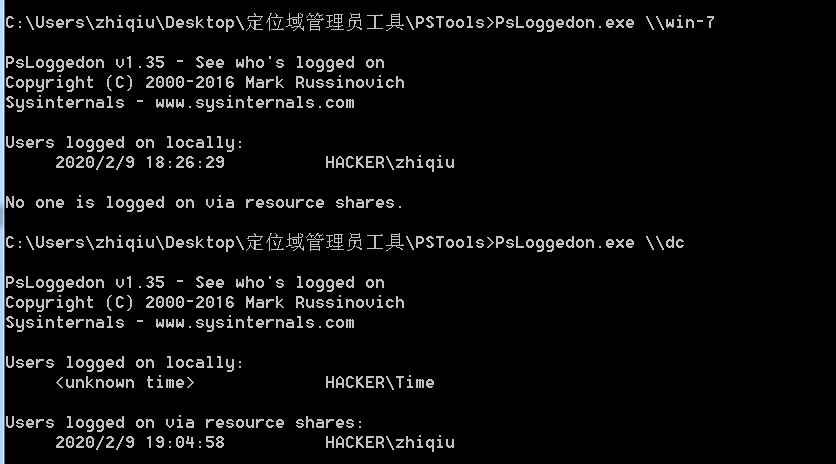 C:\Users\zhiqiu\Desktop\定位域管理员工具\PSTools>PsLoggedon.exe \\win-7
PsLoggedon v1.35 - See who's logged on
Copyright (C) 2000-2016 Mark Russinovich
Sysinternals - www.sysinternals.com
Users logged on locally:
2020/2/9 18:26:29 HACKER\zhiqiu
No one is logged on via resource shares.
C:\Users\zhiqiu\Desktop\定位域管理员工具\PSTools>PsLoggedon.exe \\dc
PsLoggedon v1.35 - See who's logged on
Copyright (C) 2000-2016 Mark Russinovich
Sysinternals - www.sysinternals.com
Users logged on locally:
<unknown time> HACKER\Time
Users logged on via resource shares:
2020/2/9 19:04:58 HACKER\zhiqiu